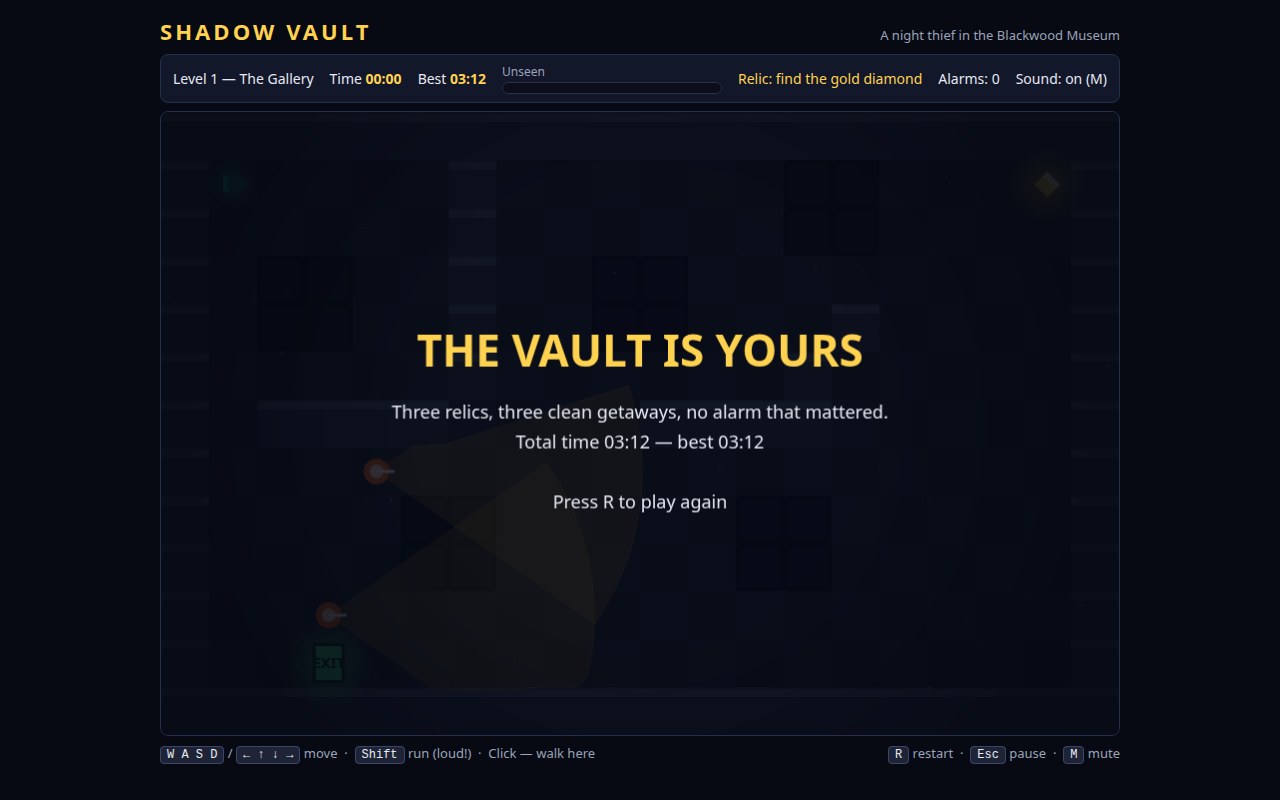 SHADOW VAULT
A night thief in the Blackwood Museum
Level 1 — The Gallery Time 00:00 Best 03:12 Unseen Relic: find the gold diamond Alarms: 0 Sound: on (M)
THE VAULT IS YOURS
Three relics, three clean getaways, no alarm that mattered.
Total time 03:12 — best 03:12
Press R to play again
EXIT
W A S D / ← ↑ ↓ → move · Shift run (loud!) · Click — walk here
R restart · Esc pause · M mute